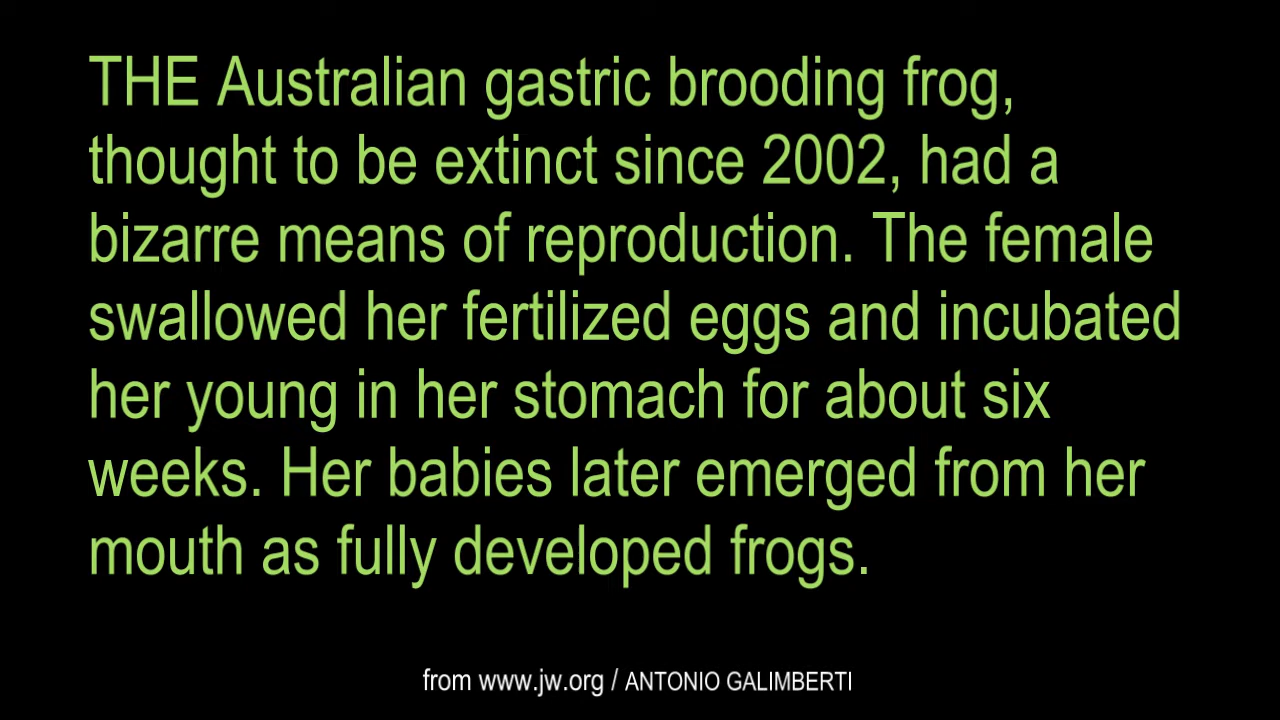 THE Australian gastric brooding frog,
thought to be extinct since 2002, had a
bizarre means of reproduction. The female
swallowed her fertilized eggs and incubated
her young in her stomach for about six
weeks. Her babies later emerged from her
mouth as fully developed frogs.
from www.jw.org / ANTONIO GALIMBERTI